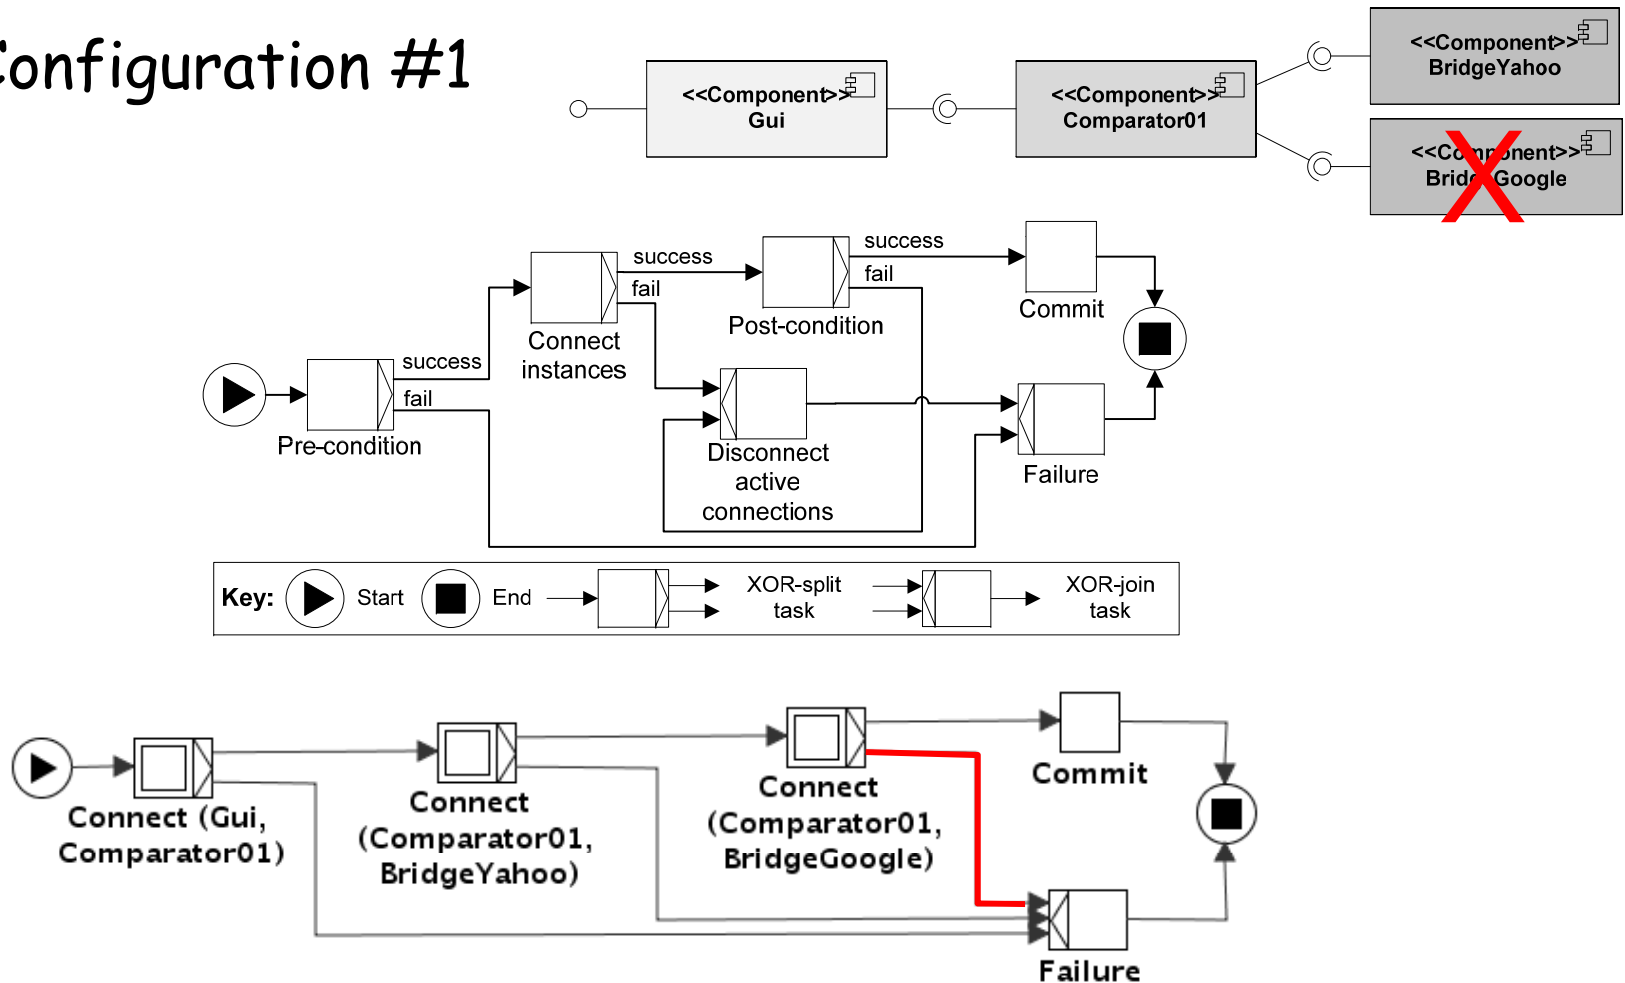 onfiguration #1
<<Component>>
Gui
<<Component>>
Comparator01
<<Component>>
BridgeYahoo
<<Component>>
BridgeGoogle
success
fail
success
fail
success
fail
Pre-condition
Connect
instances
Post-condition
Commit
Disconnect
active
connections
Failure
Key:
Start
End
XOR-split
task
XOR-join
task
Connect (Gui,
Comparator01)
Connect
(Comparator01,
BridgeYahoo)
Connect
(Comparator01,
BridgeGoogle)
Commit
Failure